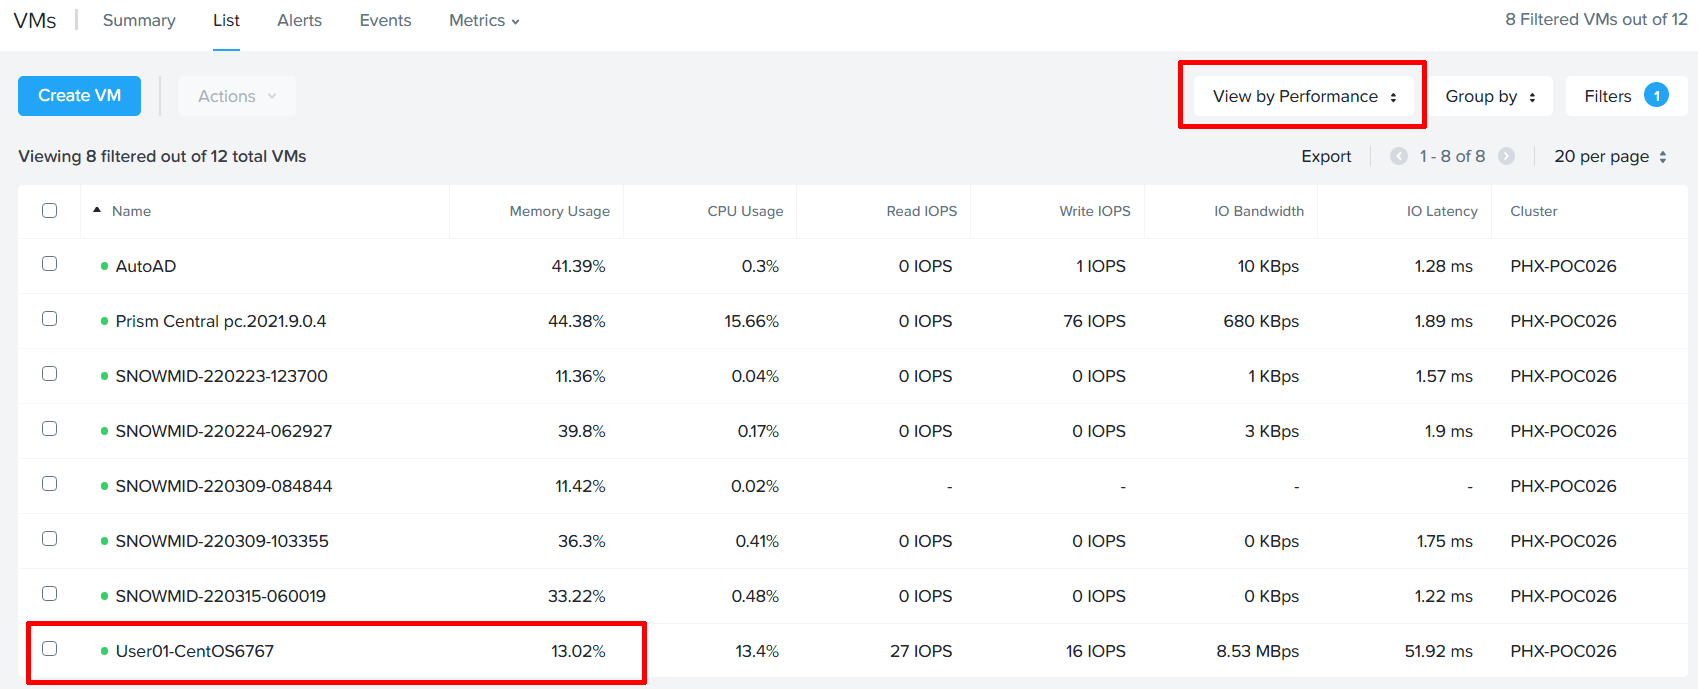 VMs Summary List Alerts Events Metrics 8 Filtered VMs out of 12
Create VM Actions View by Performance Group by Filters 1
Viewing 8 filtered out of 12 total VMs Export 1 - 8 of 8 20 per page
Name Memory Usage CPU Usage Read IOPS Write IOPS IO Bandwidth IO Latency Cluster
AutoAD 41.39% 0.3% 0 IOPS 1 IOPS 10 KBps 1.28 ms PHX-POC026
Prism Central pc.2021.9.0.4 44.38% 15.66% 0 IOPS 76 IOPS 680 KBps 1.89 ms PHX-POC026
SNOWMID-220223-123700 11.36% 0.04% 0 IOPS 0 IOPS 1 KBps 1.57 ms PHX-POC026
SNOWMID-220224-062927 39.8% 0.17% 0 IOPS 0 IOPS 3 KBps 1.9 ms PHX-POC026
SNOWMID-220309-084844 11.42% 0.02% - - - - PHX-POC026
SNOWMID-220309-103355 36.3% 0.41% 0 IOPS 0 IOPS 0 KBps 1.75 ms PHX-POC026
SNOWMID-220315-060019 33.22% 0.48% 0 IOPS 0 IOPS 0 KBps 1.22 ms PHX-POC026
User01-CentOS6767 13.02% 13.4% 27 IOPS 16 IOPS 8.53 MBps 51.92 ms PHX-POC026